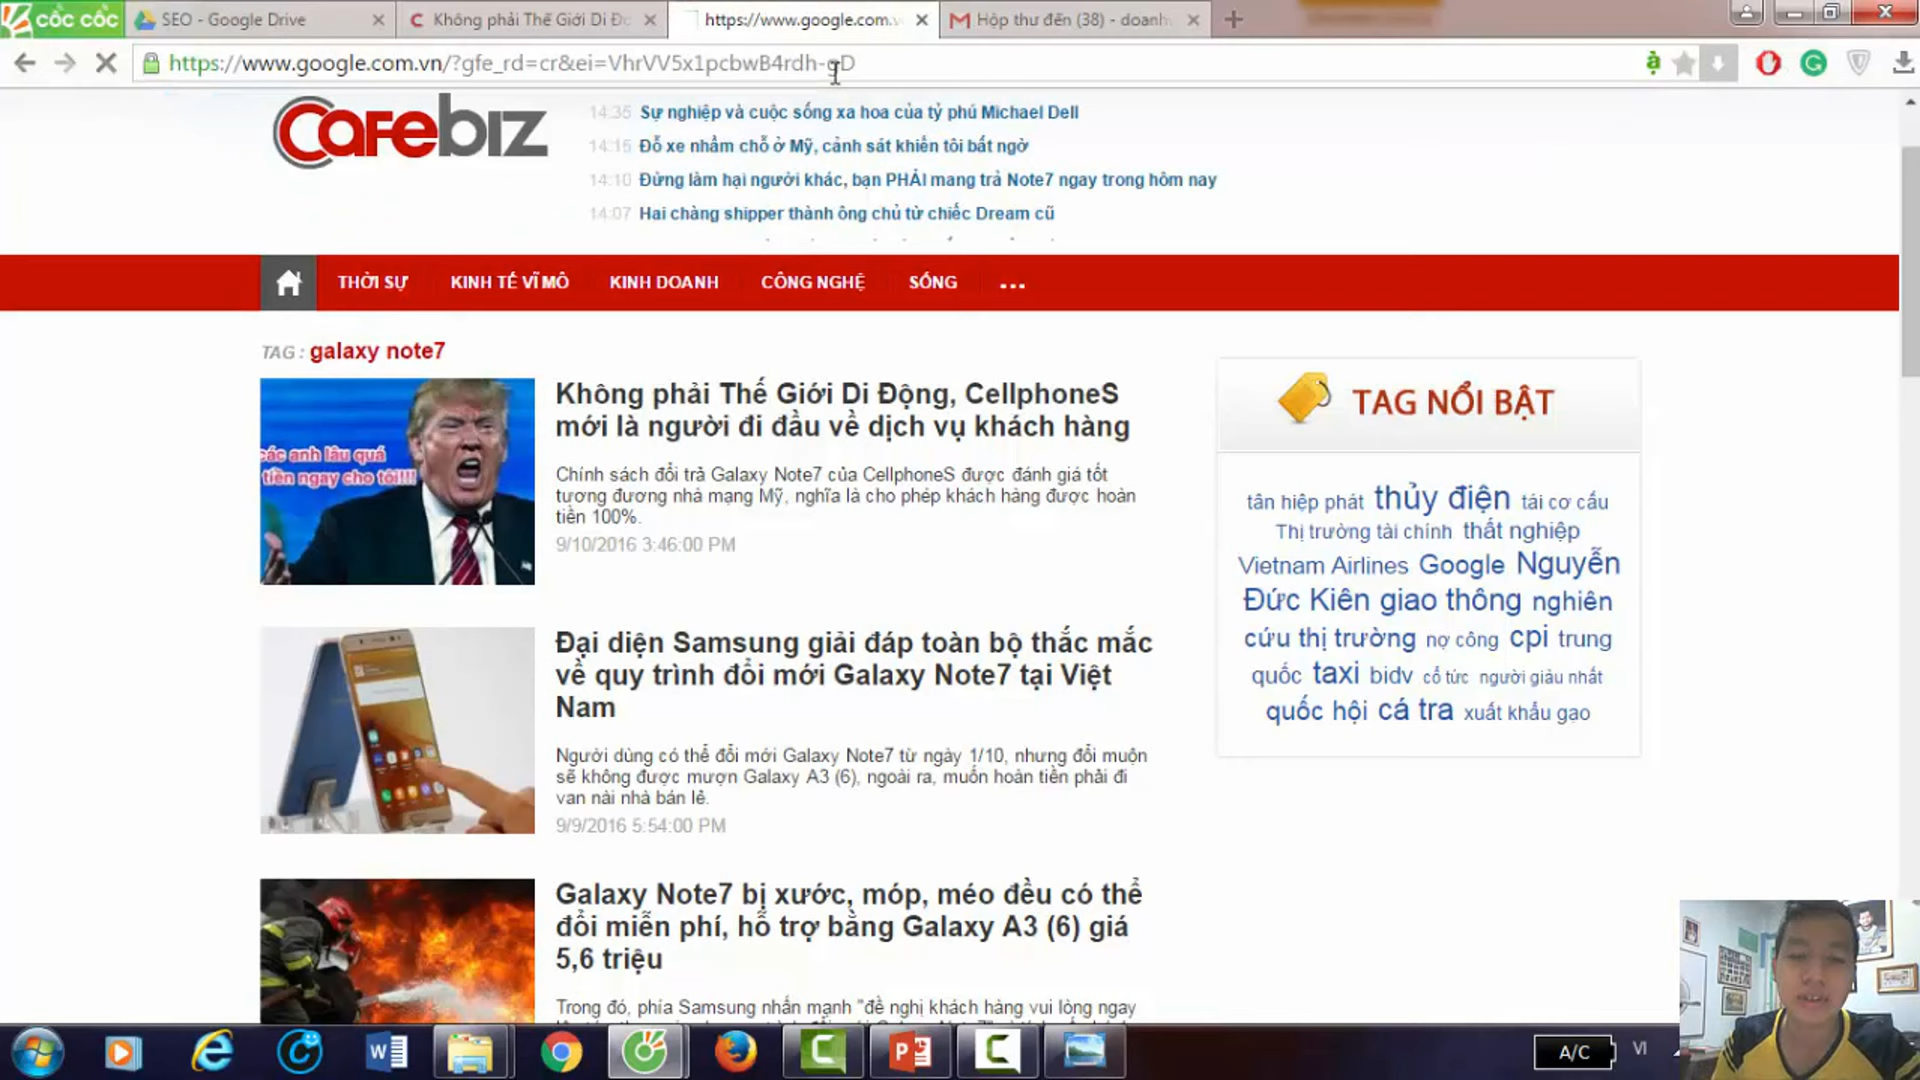 cốc cốc
SEO - Google Drive
Không phải Thế Giới Di Độ
https://www.google.com.v
Hộp thư đến (38) - doanh
https://www.google.com.vn/?gfe_rd=cr&ei=VhrVV5x1pcbwB4rdh-gD
Cafebiz
14:35 Sự nghiệp và cuộc sống xa hoa của tỷ phú Michael Dell
14:15 Đỗ xe nhầm chỗ ở Mỹ, cảnh sát khiến tôi bất ngờ
14:10 Đừng làm hại người khác, bạn PHẢI mang trả Note7 ngay trong hôm nay
14:07 Hai chàng shipper thành ông chủ từ chiếc Dream cũ
THỜI SỰ KINH TẾ VĨ MÔ KINH DOANH CÔNG NGHỆ SỐNG ...
TAG : galaxy note7
các anh lâu quá
tiền ngay cho tôi!!!!
Không phải Thế Giới Di Động, CellphoneS
mới là người đi đầu về dịch vụ khách hàng
Chính sách đổi trả Galaxy Note7 của CellphoneS được đánh giá tốt
tương đương nhà mạng Mỹ, nghĩa là cho phép khách hàng được hoàn
tiền 100%.
9/10/2016 3:46:00 PM
Đại diện Samsung giải đáp toàn bộ thắc mắc
về quy trình đổi mới Galaxy Note7 tại Việt
Nam
Người dùng có thể đổi mới Galaxy Note7 từ ngày 1/10, nhưng đổi muộn
sẽ không được mượn Galaxy A3 (6), ngoài ra, muốn hoàn tiền phải đi
van nài nhà bán lẻ.
9/9/2016 5:54:00 PM
Galaxy Note7 bị xước, móp, méo đều có thể
đổi miễn phí, hỗ trợ bằng Galaxy A3 (6) giá
5,6 triệu
Trong đó, phía Samsung nhấn mạnh "đề nghị khách hàng vui lòng ngay
TAG NỔI BẬT
tân hiệp phát thủy điện tái cơ cấu
Thị trường tài chính thất nghiệp
Vietnam Airlines Google Nguyễn
Đức Kiên giao thông nghiên
cứu thị trường nợ công cpi trung
quốc taxi bidv cổ tức người giàu nhất
quốc hội cá tra xuất khẩu gạo
A/C
VI